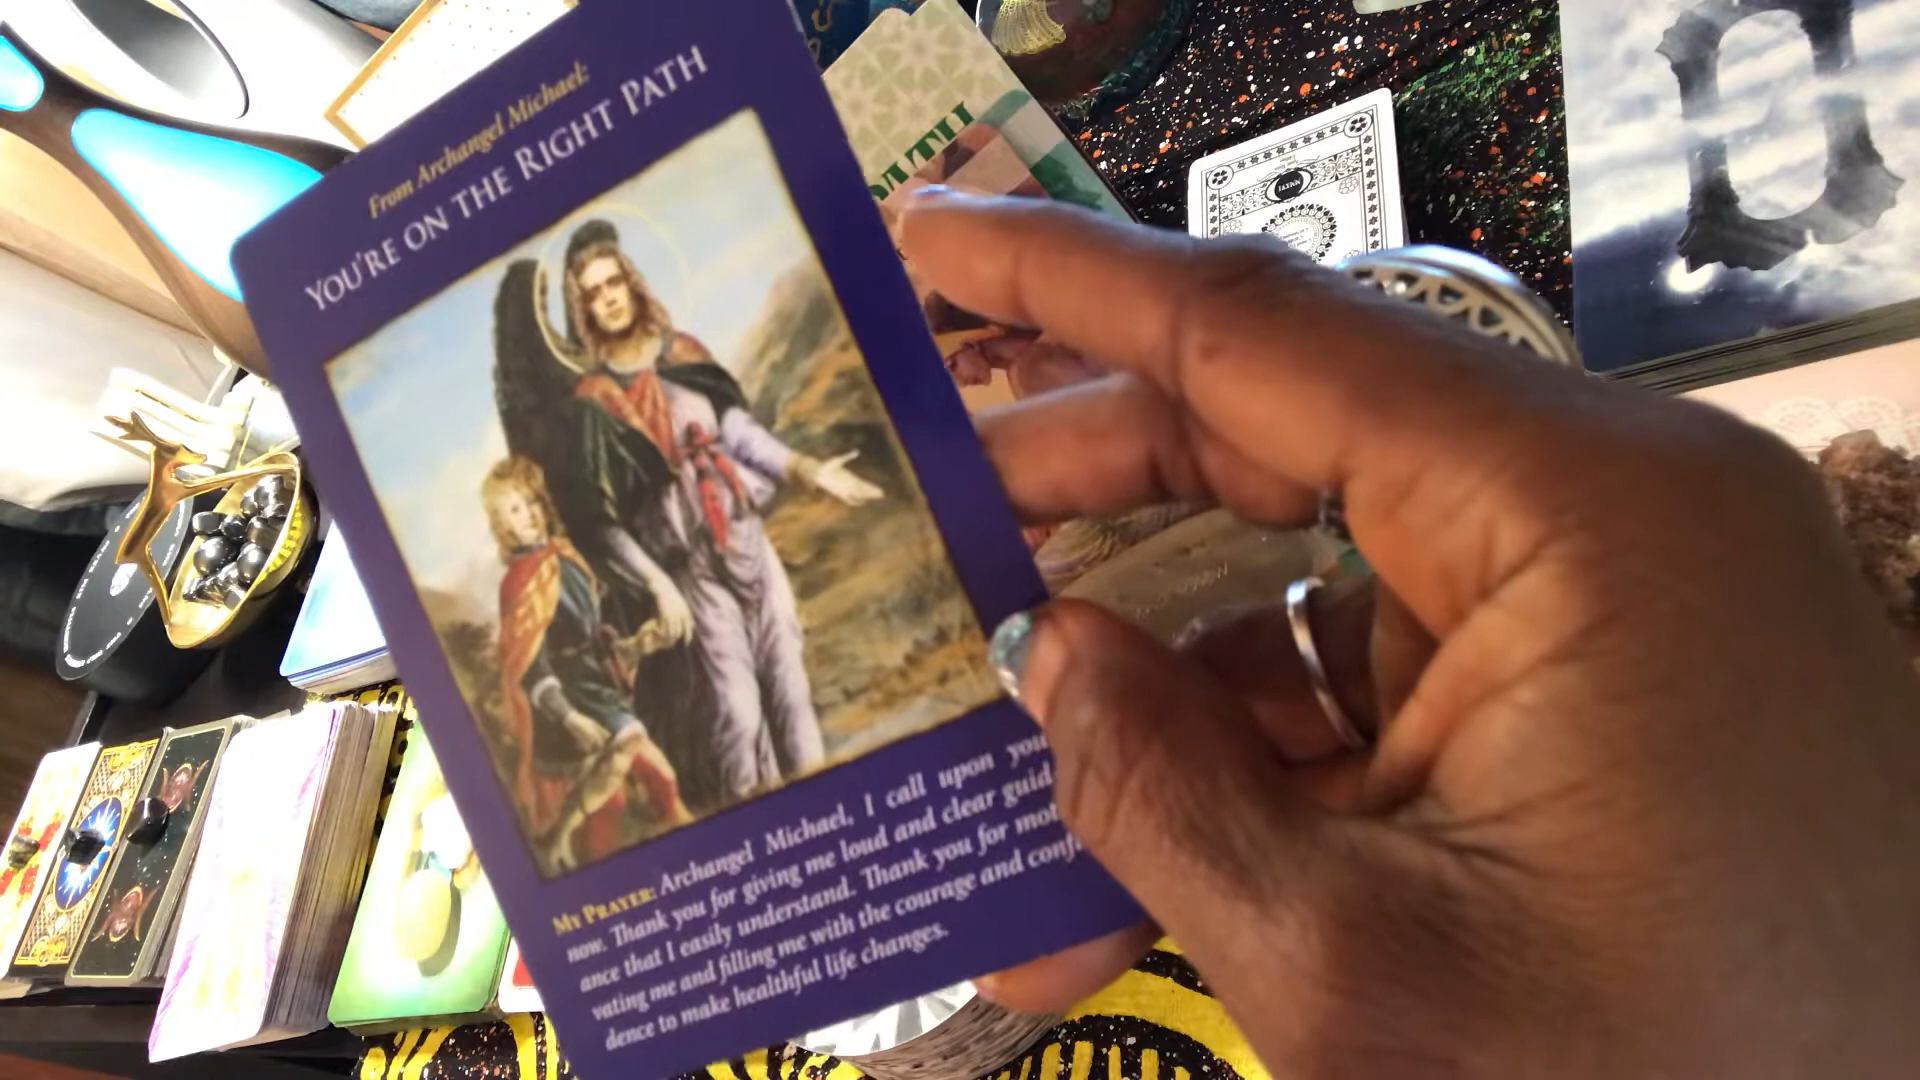 From Archangel Michael:
YOU'RE ON THE RIGHT PATH
MY PRAYER: Archangel Michael, I call upon you
now. Thank you for giving me loud and clear guid
ance that I easily understand. Thank you for mot
vating me and filling me with the courage and conf
dence to make healthful life changes.